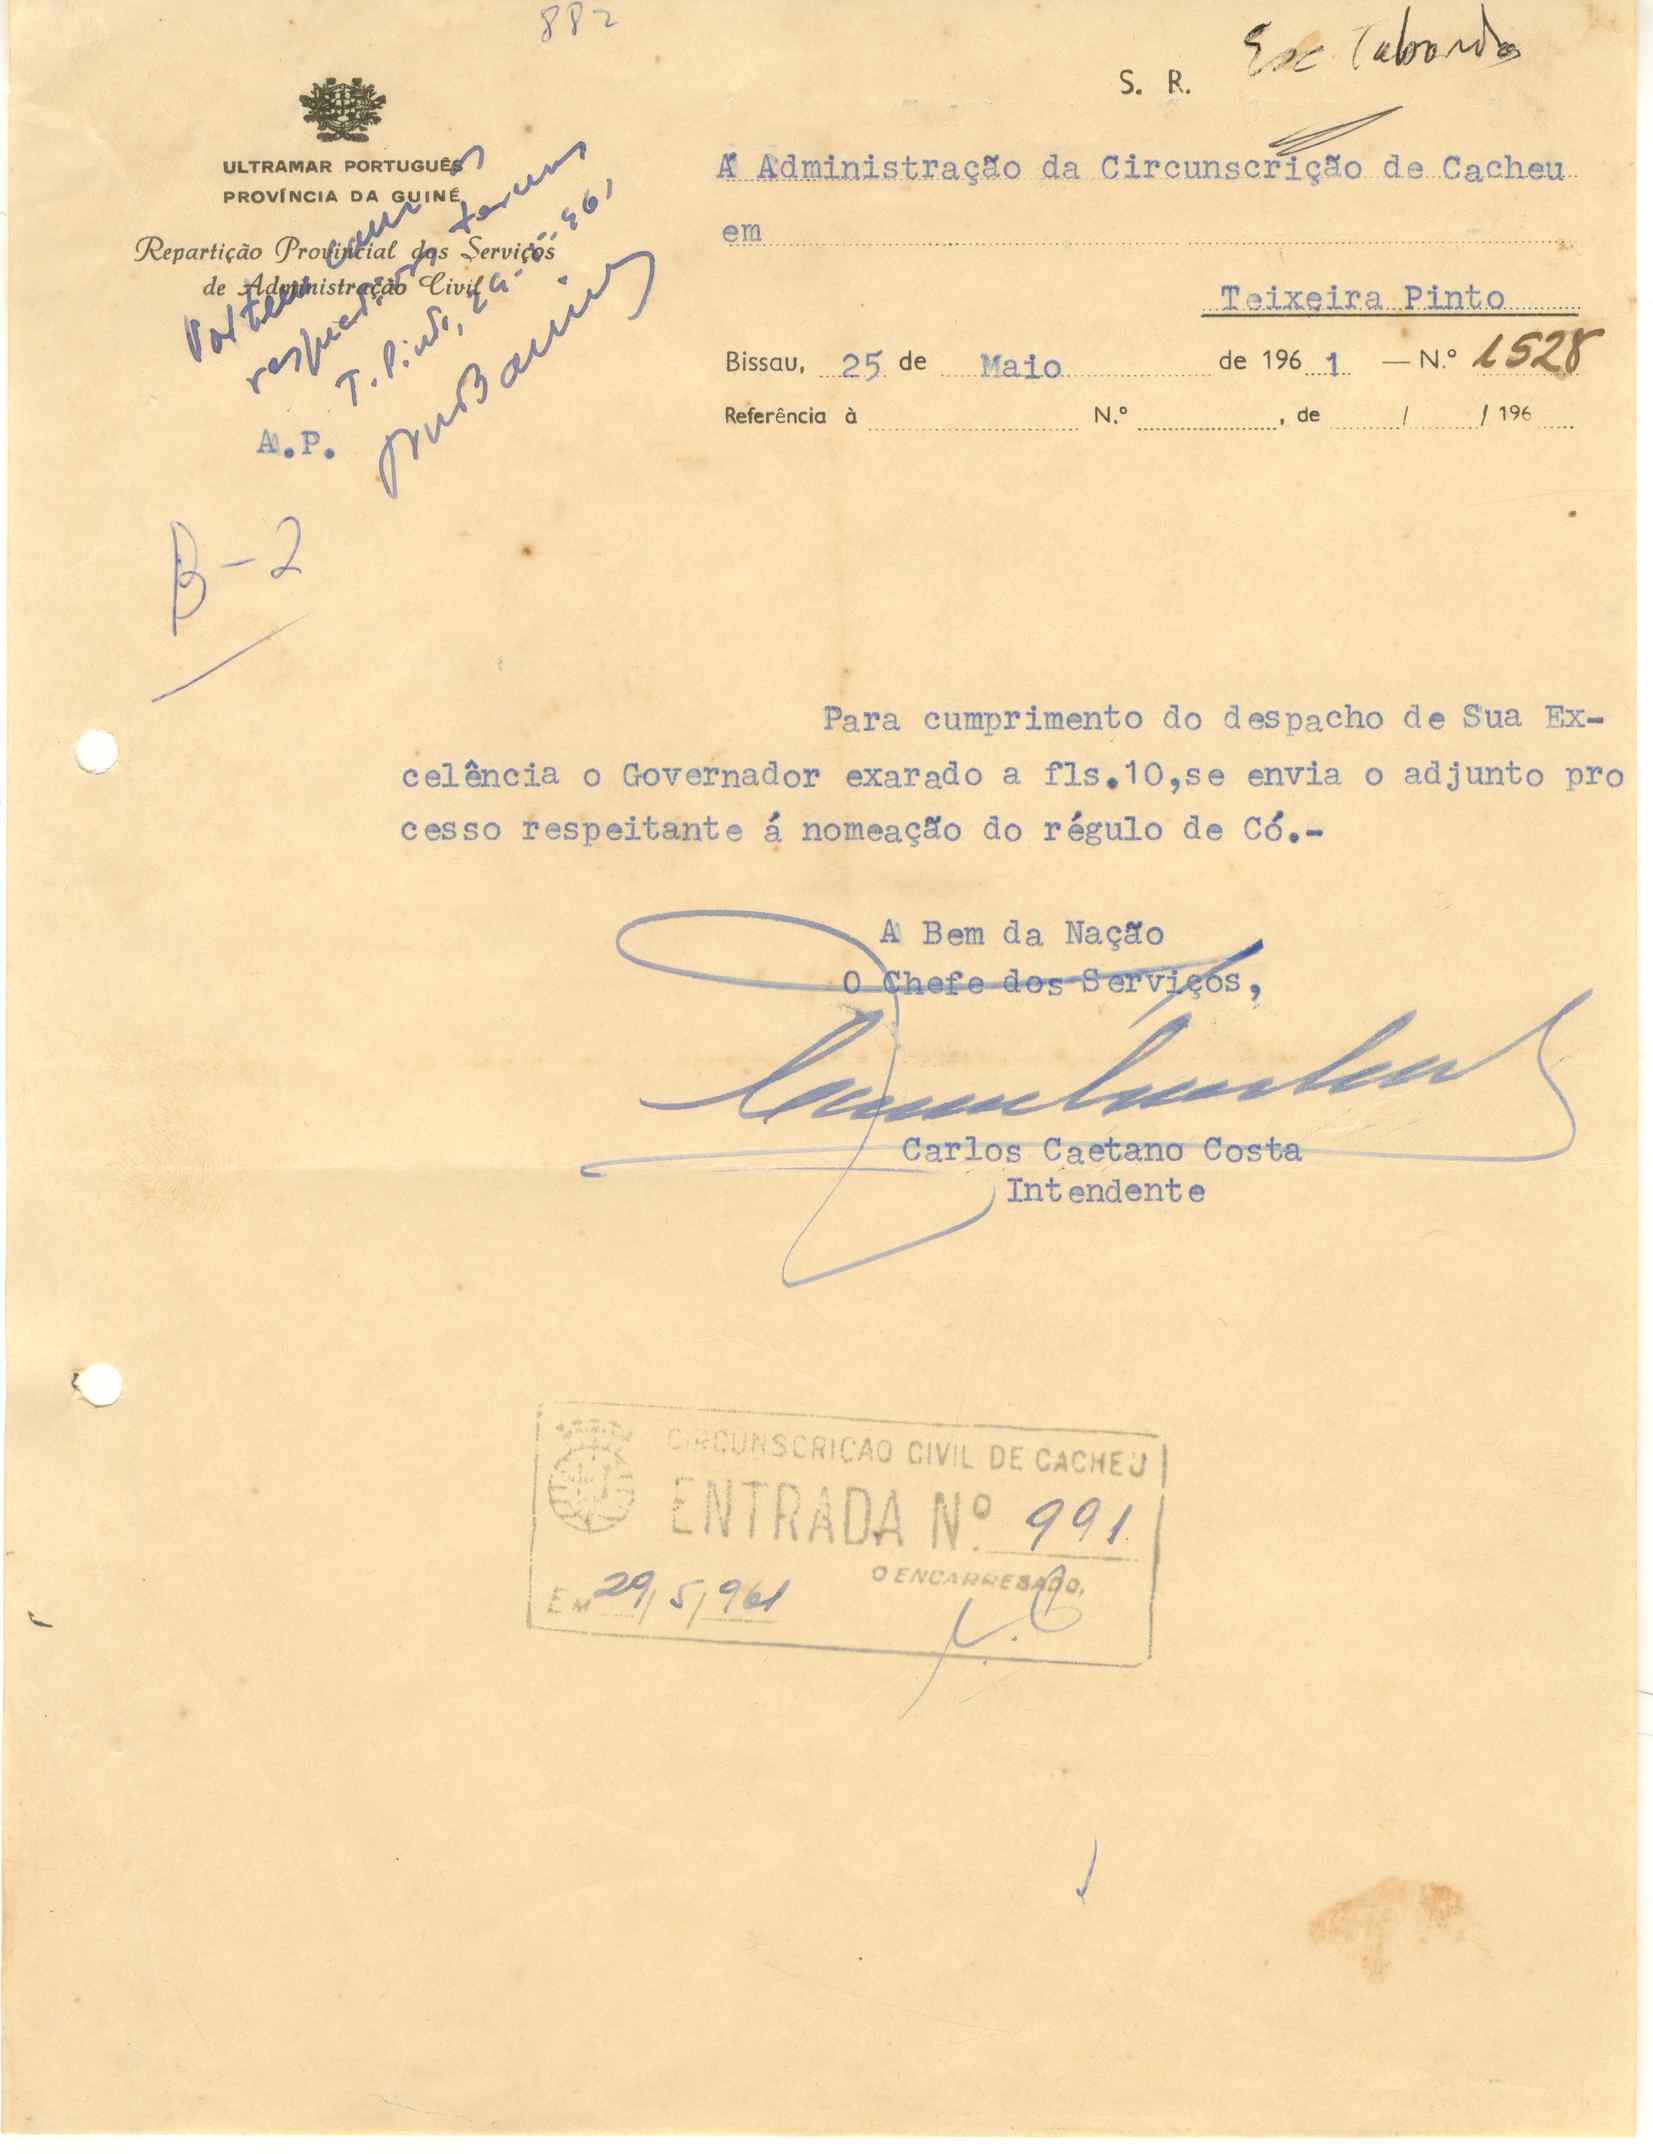 882
Esc. Taborda
S. R.
ULTRAMAR PORTUGUÊS
PROVÍNCIA DA GUINÉ
Repartição Provincial dos Serviços
de Administração Civil
Á Administração da Circunscrição de Cacheu
em
Teixeira Pinto
Bissau, 25 de Maio de 1961 — N.º 1528
Referência à N.º , de / / 196
T. Pinto,
A.P.
B-2
Para cumprimento do despacho de Sua Ex-
celência o Governador exarado a fls.10,se envia o adjunto pro
cesso respeitante á nomeação do régulo de Có.-
A Bem da Nação
O Chefe dos Serviços,
Carlos Caetano Costa
Intendente
CIRCUNSCRICAO CIVIL DE CACHEU
ENTRADA Nº. 991
O ENCARREGADO,
EM 29/5/961